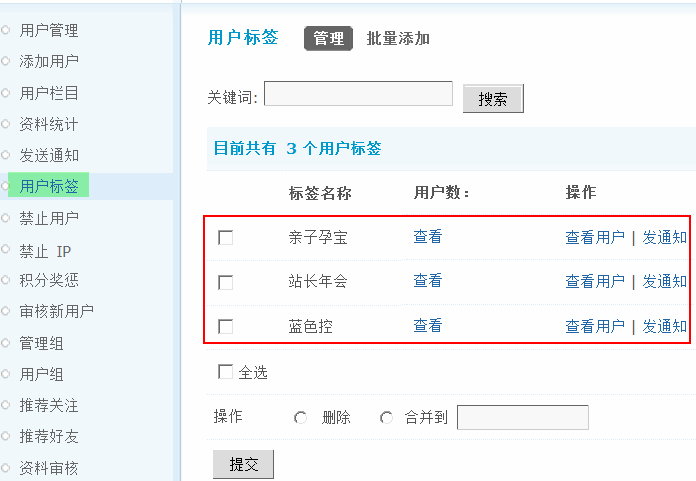 用户管理
添加用户
用户栏目
资料统计
发送通知
用户标签
禁止用户
禁止 IP
积分奖惩
审核新用户
管理组
用户组
推荐关注
推荐好友
资料审核
用户标签 管理 批量添加
关键词: 搜索
目前共有 3 个用户标签
标签名称 用户数: 操作
亲子孕宝 查看 查看用户 | 发通知
站长年会 查看 查看用户 | 发通知
蓝色控 查看 查看用户 | 发通知
全选
操作 删除 合并到
提交